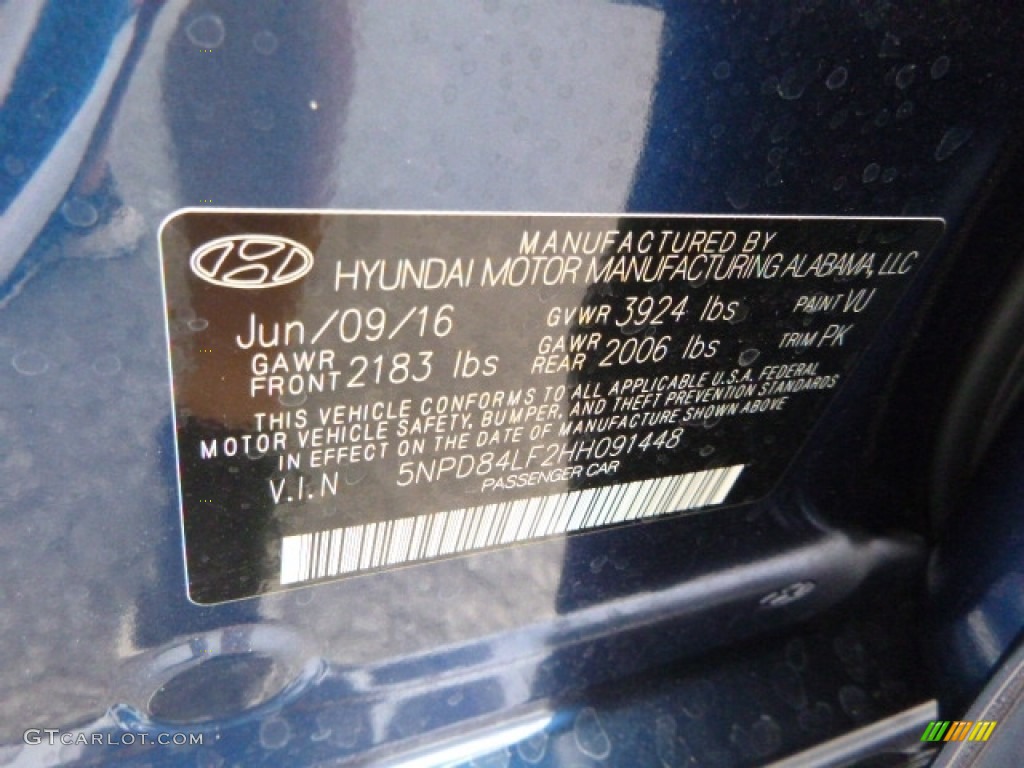 MANUFACTURED BY
HYUNDAI MOTOR MANUFACTURING ALABAMA, LLC
Jun/09/16 GVWR 3924 lbs PAINT VU
GAWR FRONT 2183 lbs GAWR REAR 2006 lbs TRIM PK
THIS VEHICLE CONFORMS TO ALL APPLICABLE U.S.A. FEDERAL
MOTOR VEHICLE SAFETY, BUMPER, AND THEFT PREVENTION STANDARDS
IN EFFECT ON THE DATE OF MANUFACTURE SHOWN ABOVE
V.I.N 5NPD84LF2HH091448
PASSENGER CAR
GTCARLOT.COM